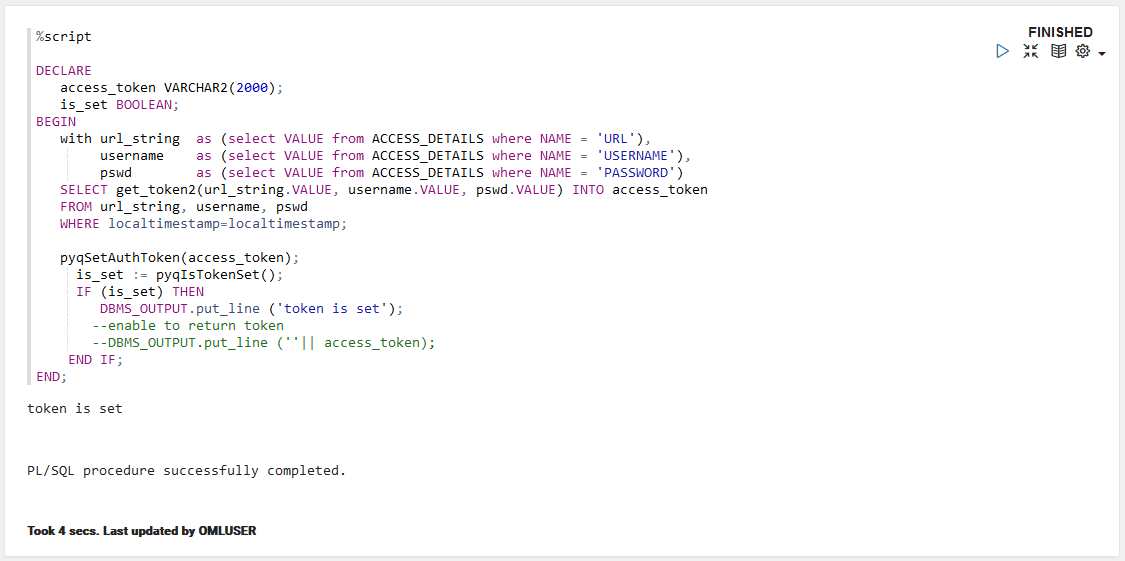 %script
FINISHED
DECLARE
access_token VARCHAR2(2000);
is_set BOOLEAN;
BEGIN
with url_string as (select VALUE from ACCESS_DETAILS where NAME = 'URL'),
username as (select VALUE from ACCESS_DETAILS where NAME = 'USERNAME'),
pswd as (select VALUE from ACCESS_DETAILS where NAME = 'PASSWORD')
SELECT get_token2(url_string.VALUE, username.VALUE, pswd.VALUE) INTO access_token
FROM url_string, username, pswd
WHERE localtimestamp=localtimestamp;
pyqSetAuthToken(access_token);
is_set := pyqIsTokenSet();
IF (is_set) THEN
DBMS_OUTPUT.put_line ('token is set');
--enable to return token
--DBMS_OUTPUT.put_line (''|| access_token);
END IF;
END;
token is set
PL/SQL procedure successfully completed.
Took 4 secs. Last updated by OMLUSER